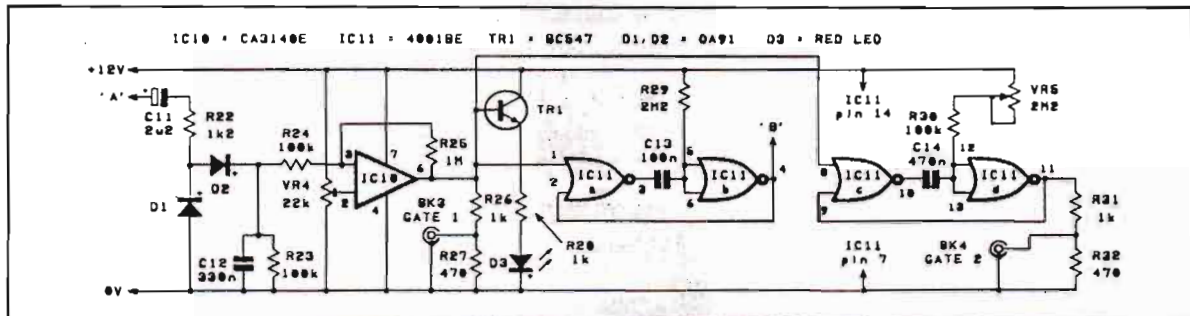 IC10 = CA3140E IC11 = 4001BE TR1 = BC547 D1,D2 = OA91 D3 = RED LED
+12V
'A'
C11
2u2
R22
1k2
D2
D1
R24
100k
VR4
22k
C12
330n
R23
100k
3
2
7
4
6
IC10
R25
1M
TR1
BK3
GATE 1
R26
1k
R27
470
D3
R28
1k
1
2
IC11
a
3
C13
100n
R29
2M2
5
6
IC11
b
4
'B'
8
9
IC11
c
10
IC11
pin 14
IC11
pin 7
C14
470n
R30
100k
VR5
2M2
12
13
IC11
d
11
R31
1k
BK4
GATE 2
R32
470
0V